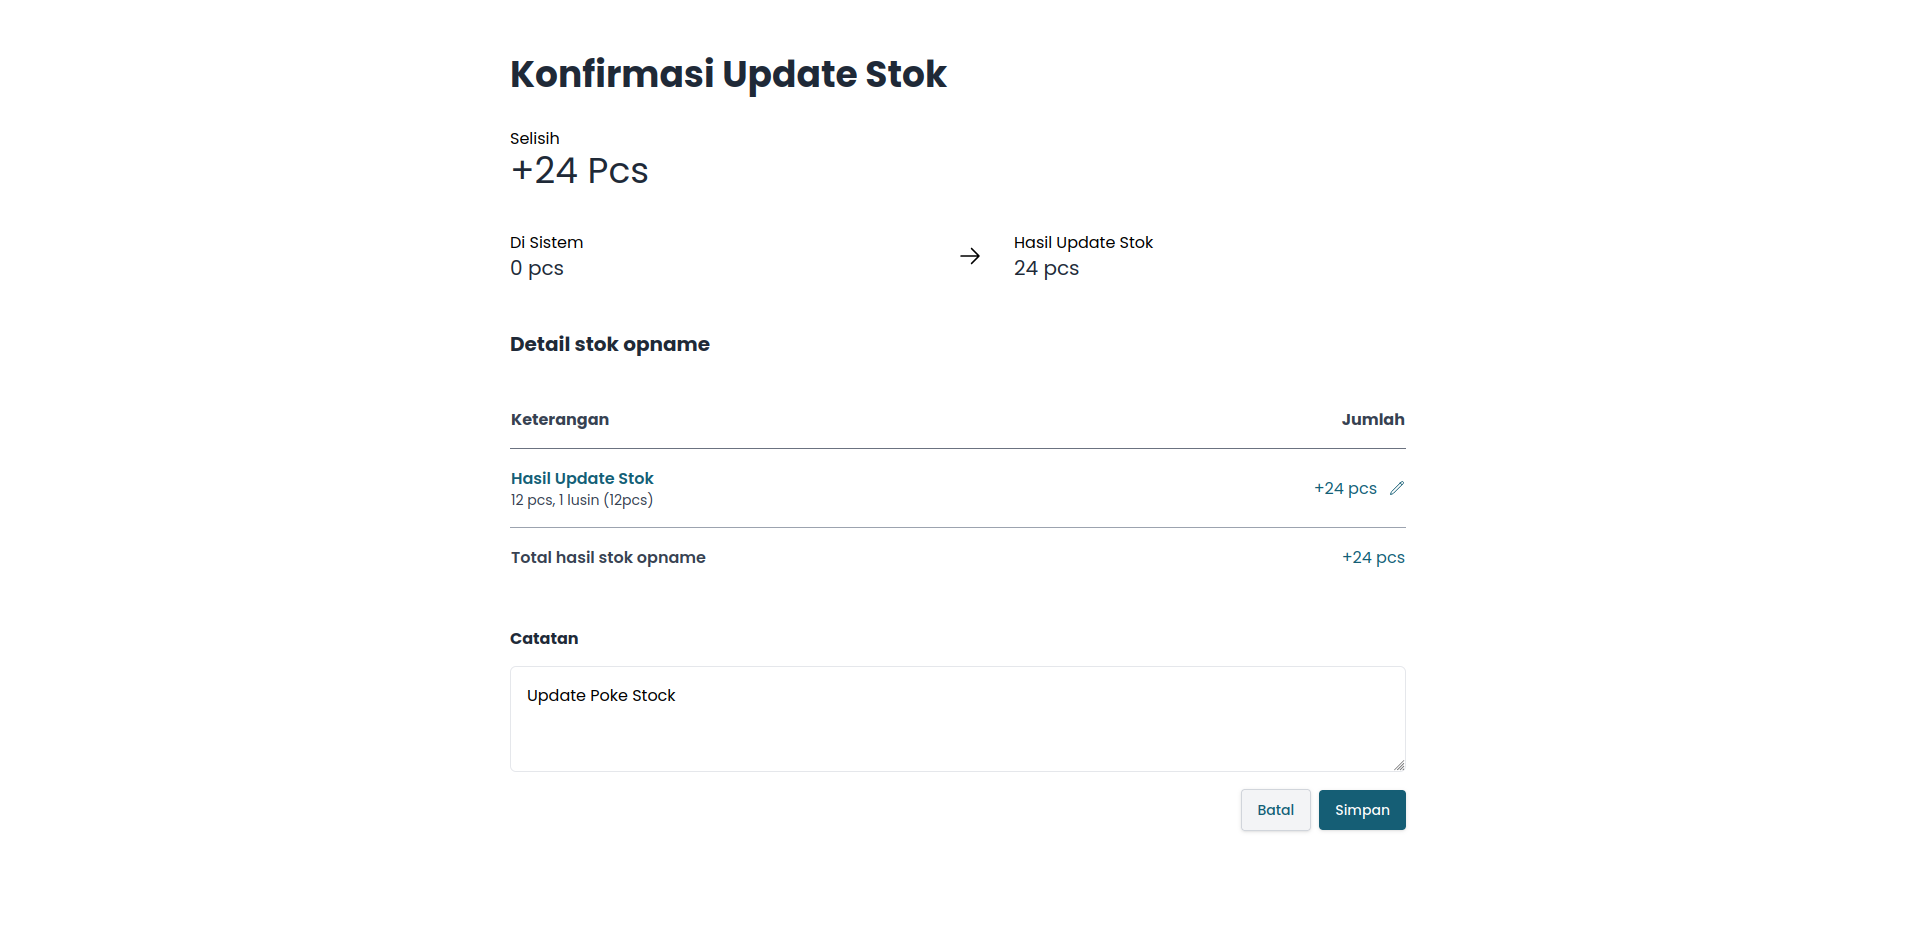 Konfirmasi Update Stok
Selisih
+24 Pcs
Di Sistem
0 pcs
Hasil Update Stok
24 pcs
Detail stok opname
Keterangan Jumlah
Hasil Update Stok
12 pcs, 1 lusin (12pcs)
+24 pcs
Total hasil stok opname +24 pcs
Catatan
Update Poke Stock
Batal Simpan